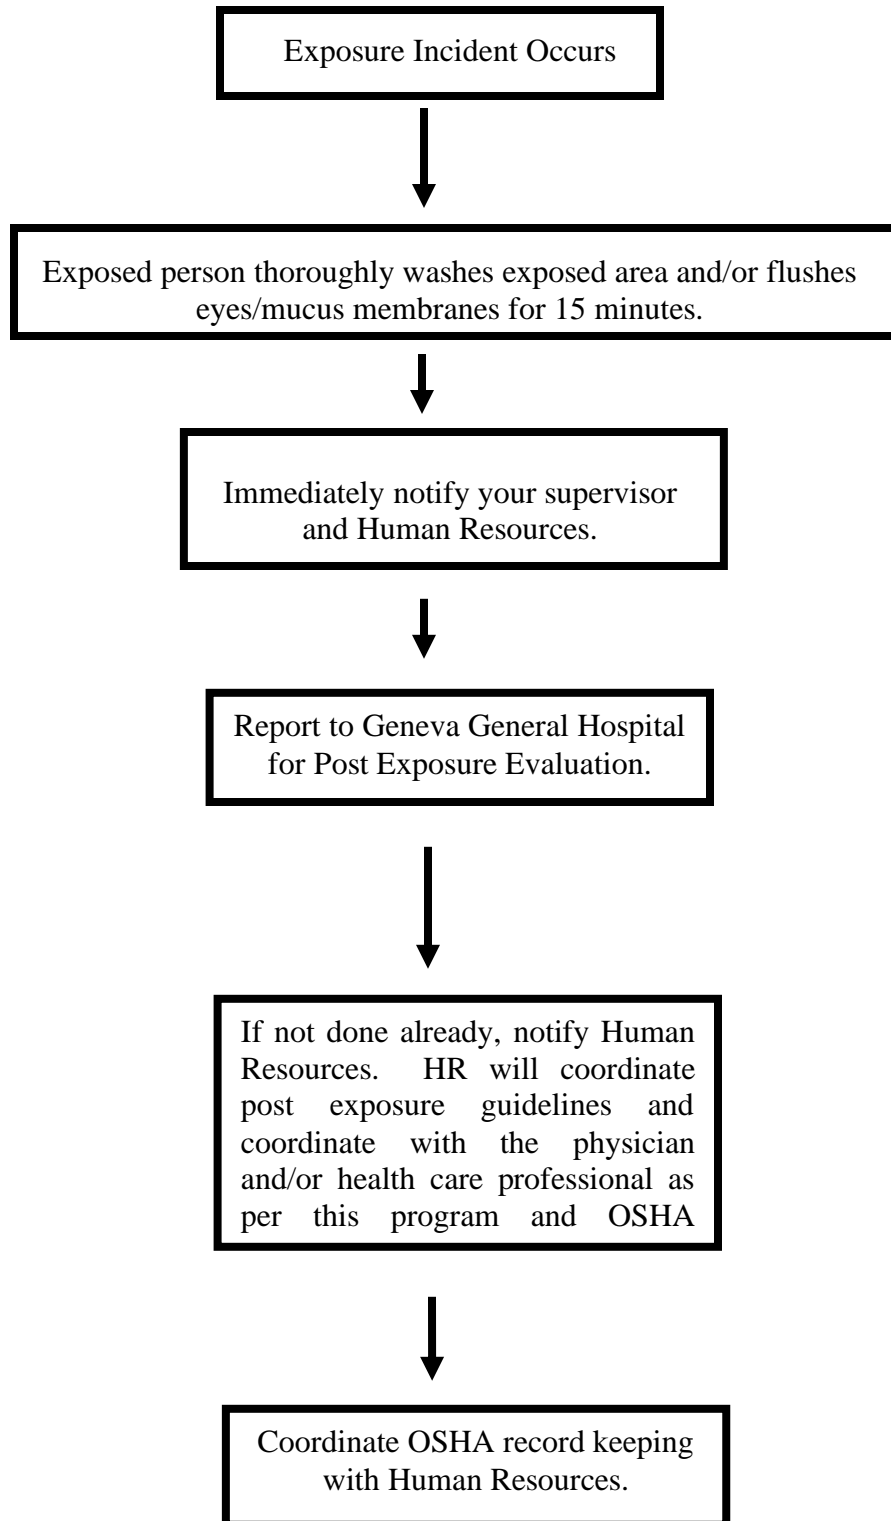 Exposure Incident Occurs
Exposed person thoroughly washes exposed area and/or flushes
eyes/mucus membranes for 15 minutes.
Immediately notify your supervisor
and Human Resources.
Report to Geneva General Hospital
for Post Exposure Evaluation.
If not done already, notify Human
Resources. HR will coordinate
post exposure guidelines and
coordinate with the physician
and/or health care professional as
per this program and OSHA
Coordinate OSHA record keeping
with Human Resources.